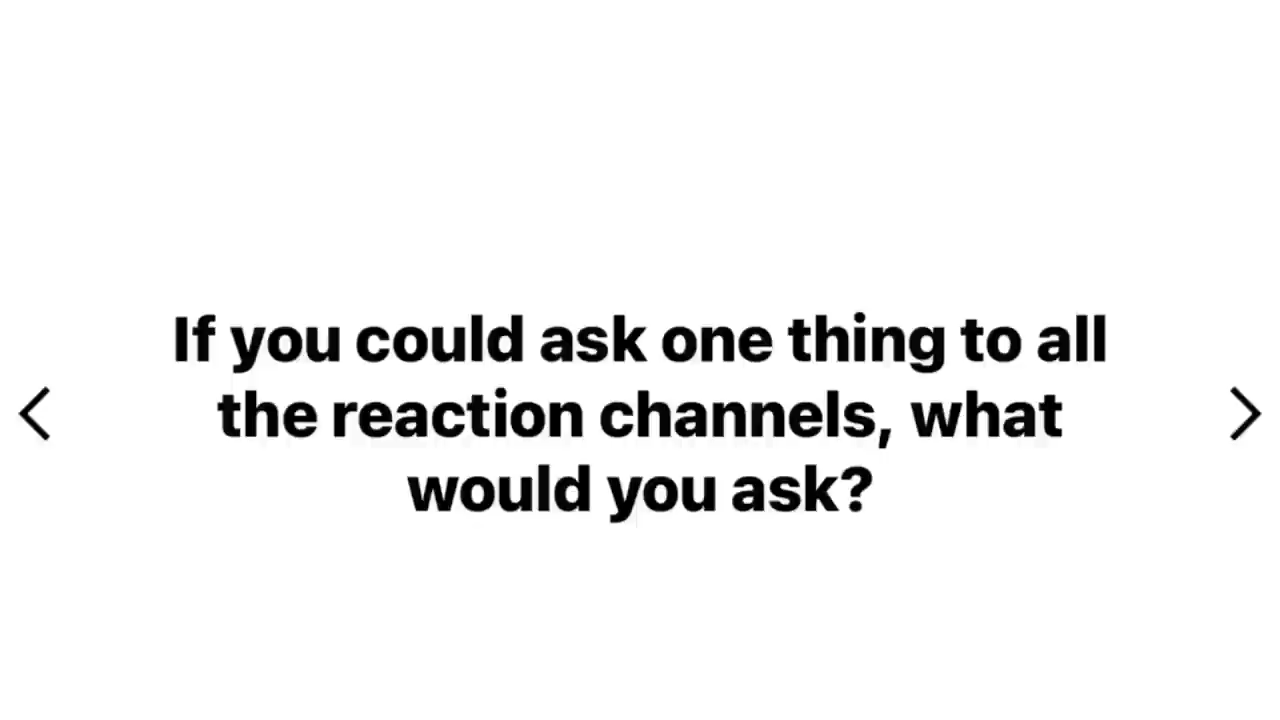 If you could ask one thing to all
the reaction channels, what
would you ask?